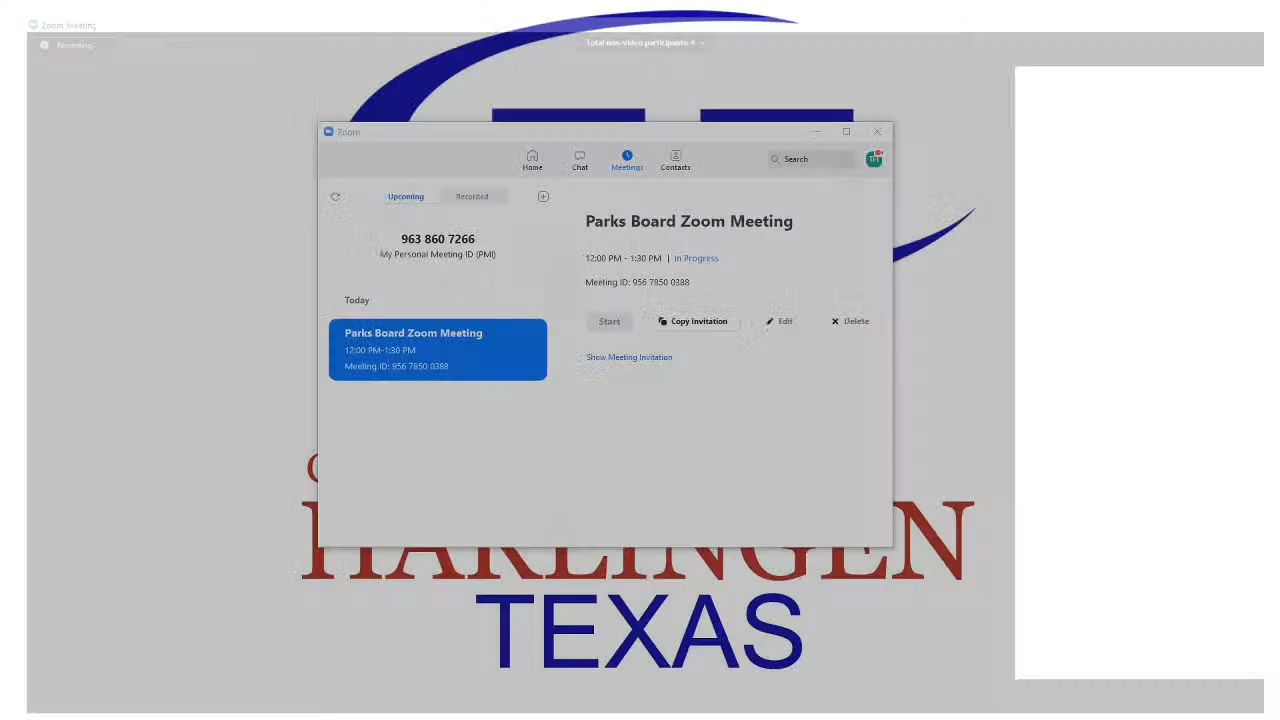 Zoom Meeting
Recording
Total non-video participants: 4
Zoom
Home
Chat
Meetings
Contacts
Search
TH
Upcoming
Recorded
963 860 7266
My Personal Meeting ID (PMI)
Today
Parks Board Zoom Meeting
12:00 PM-1:30 PM
Meeting ID: 956 7850 0388
Parks Board Zoom Meeting
12:00 PM - 1:30 PM | In Progress
Meeting ID: 956 7850 0388
Start
Copy Invitation
Edit
Delete
Show Meeting Invitation
HARLINGEN
TEXAS